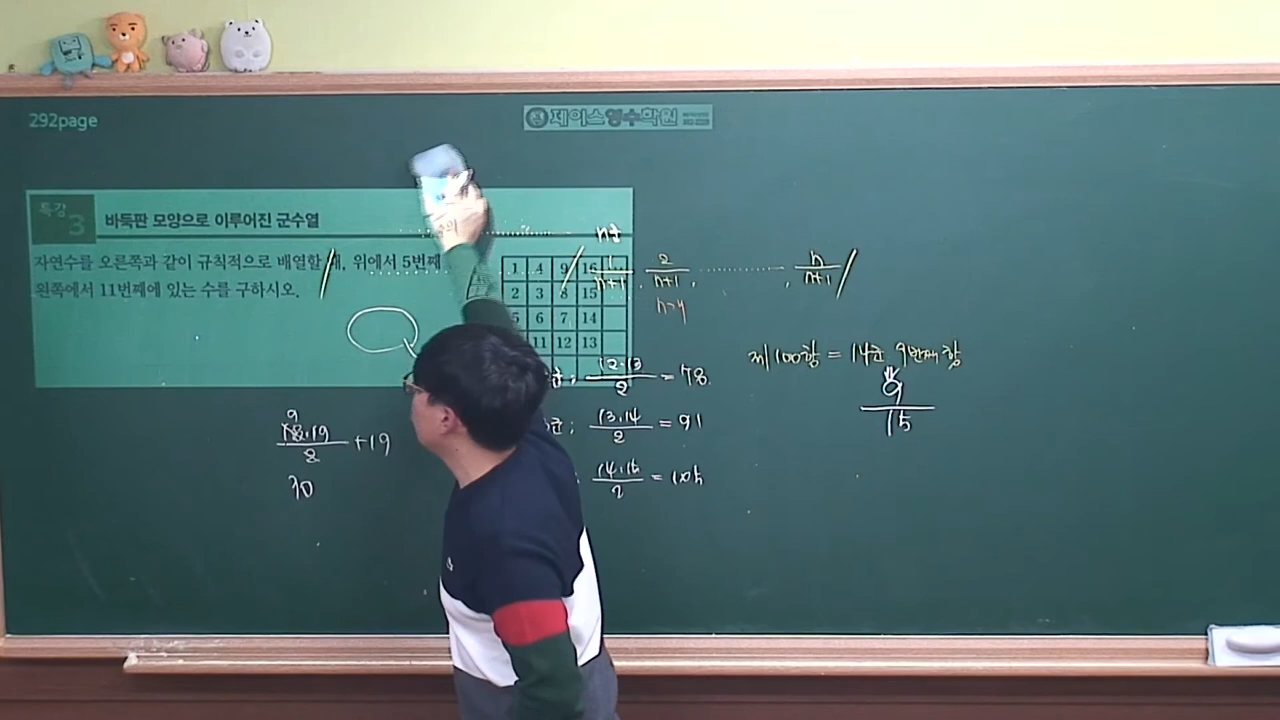 292page
제이스영수학원
특강
3
바둑판 모양으로 이루어진 군수열
자연수를 오른쪽과 같이 규칙적으로 배열할 때, 위에서 5번째
왼쪽에서 11번째에 있는 수를 구하시오.
1 4 9 16
2 3 8 15
5 6 7 14
11 12 13
n군
1/n+1, 2/n+1, ............, n/n+1
12·13/2 = 78
13·14/2 = 91
14·15/2 = 105
제100항 = 14군 9번째 항
9/15
9
18·19/2 + 19